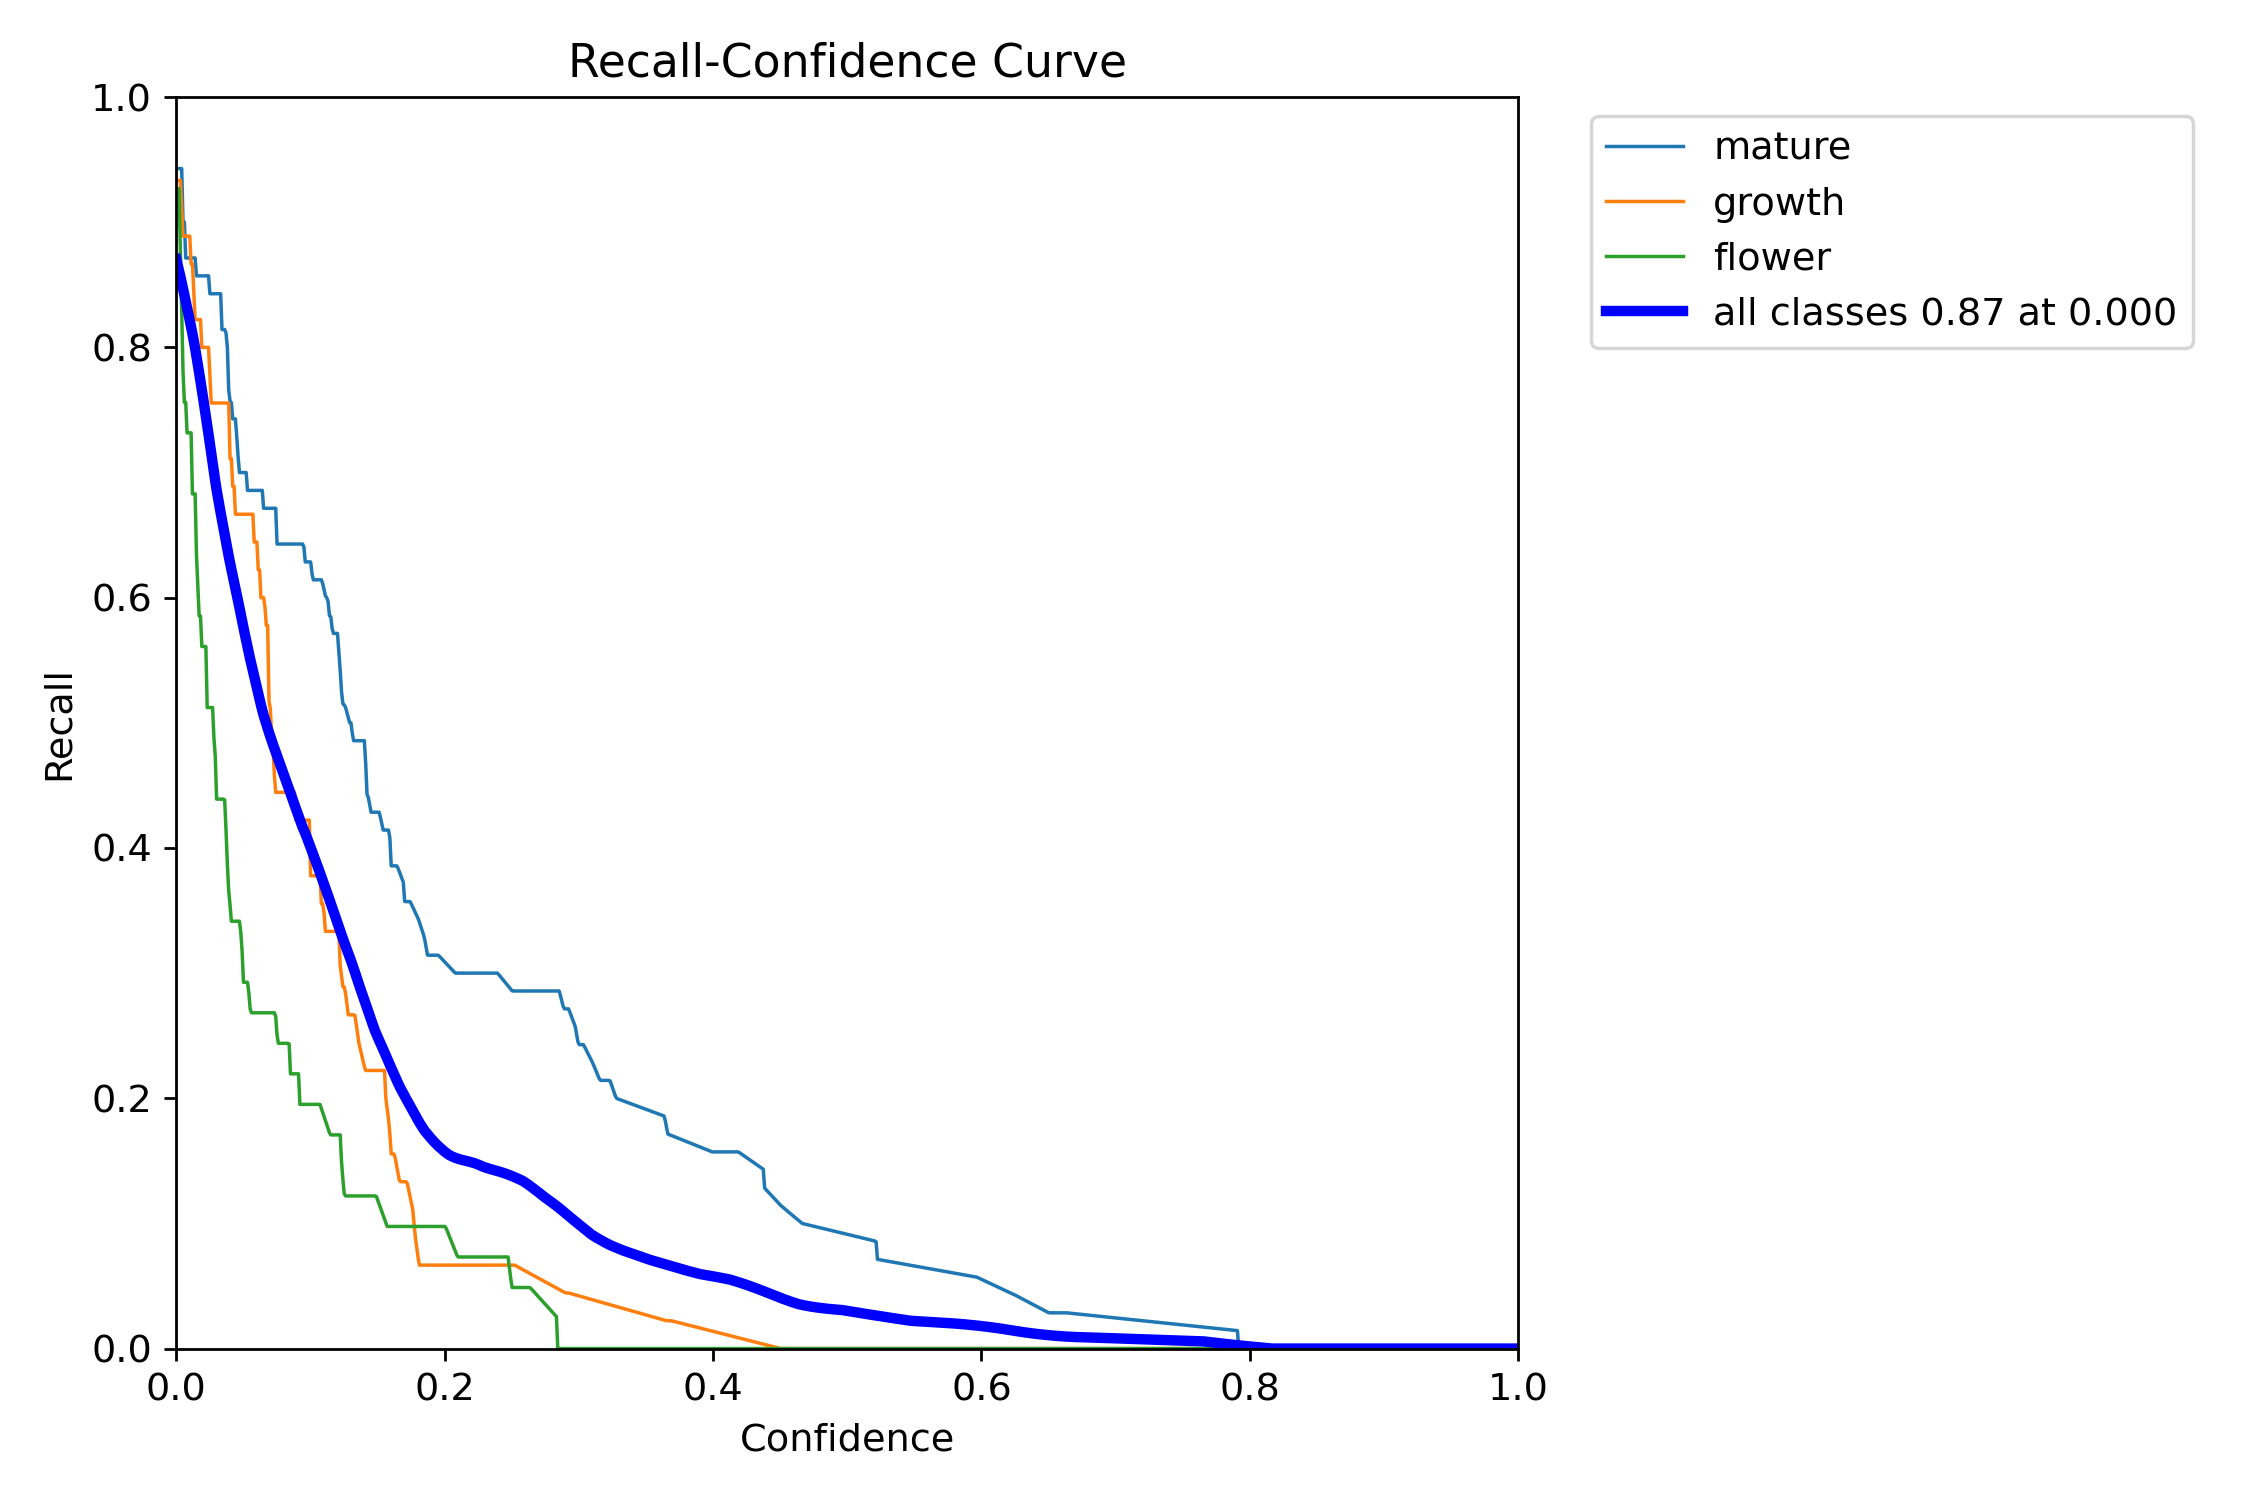 Recall-Confidence Curve
1.0
0.8
0.6
0.4
0.2
0.0
Recall
0.0 0.2 0.4 0.6 0.8 1.0
Confidence
mature
growth
flower
all classes 0.87 at 0.000